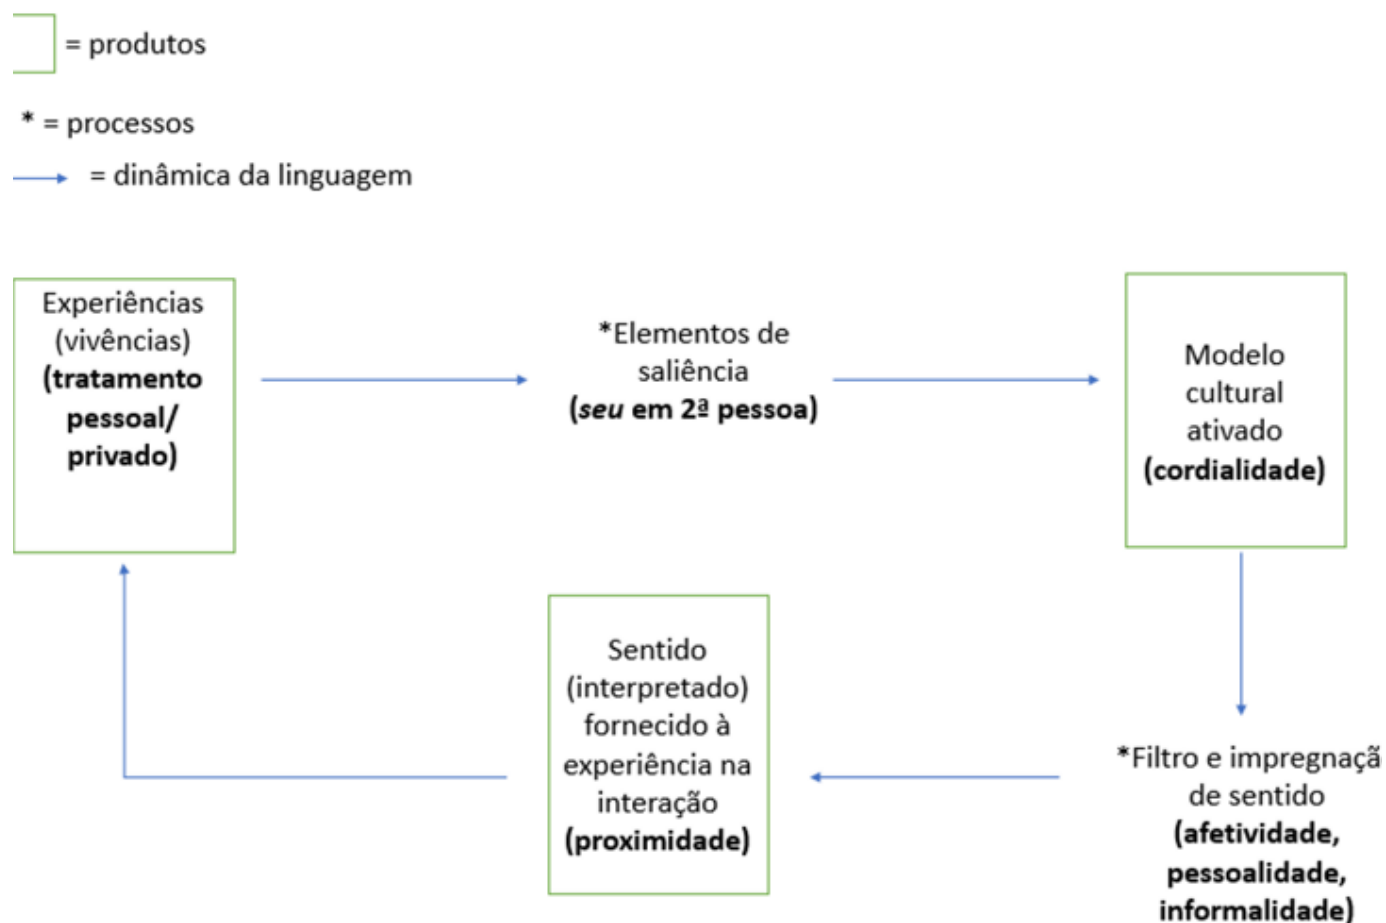 = produtos
* = processos
= dinâmica da linguagem
Experiências
(vivências)
(tratamento
pessoal/
privado)
*Elementos de
saliência
(seu em 2ª pessoa)
Modelo
cultural
ativado
(cordialidade)
Sentido
(interpretado)
fornecido à
experiência na
interação
(proximidade)
*Filtro e impregnaçã
de sentido
(afetividade,
pessoalidade,
informalidade)